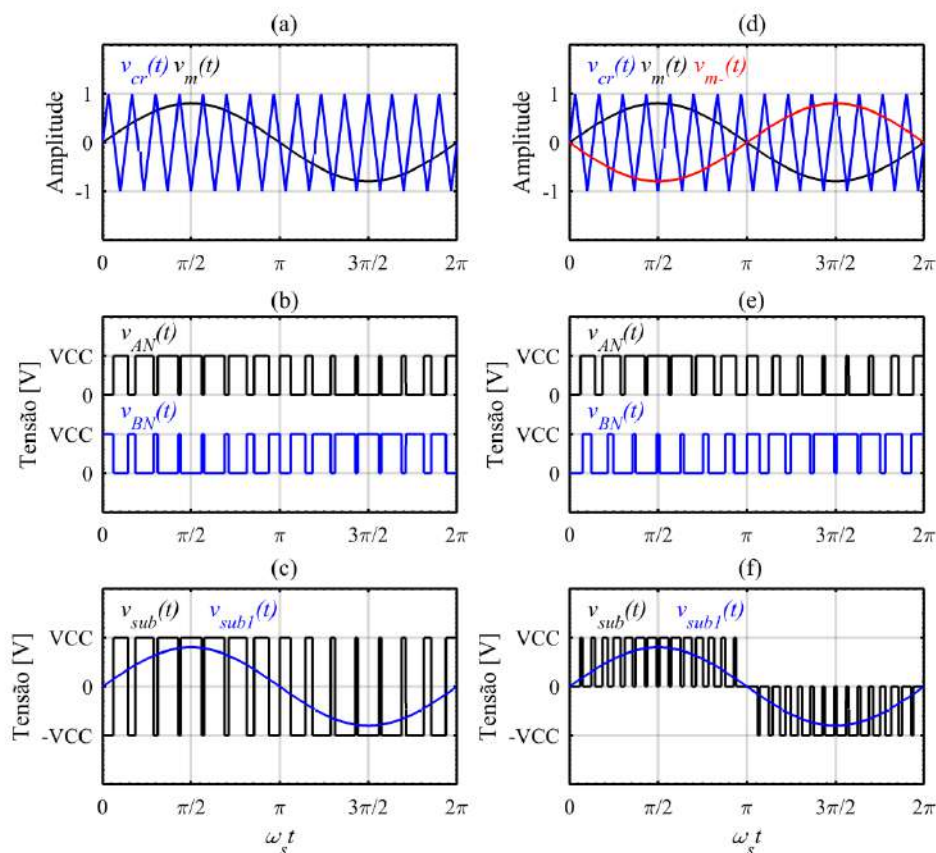 (a)
v_cr(t) v_m(t)
Amplitude
1
0
-1
0 π/2 π 3π/2 2π
(d)
v_cr(t) v_m(t) v_m-(t)
Amplitude
1
0
-1
0 π/2 π 3π/2 2π
(b)
v_AN(t)
VCC
0
v_BN(t)
VCC
0
Tensão [V]
0 π/2 π 3π/2 2π
(e)
v_AN(t)
VCC
0
v_BN(t)
VCC
0
Tensão [V]
0 π/2 π 3π/2 2π
(c)
v_sub(t) v_sub1(t)
VCC
0
-VCC
Tensão [V]
0 π/2 π 3π/2 2π
ω_s t
(f)
v_sub(t) v_sub1(t)
VCC
0
-VCC
Tensão [V]
0 π/2 π 3π/2 2π
ω_s t